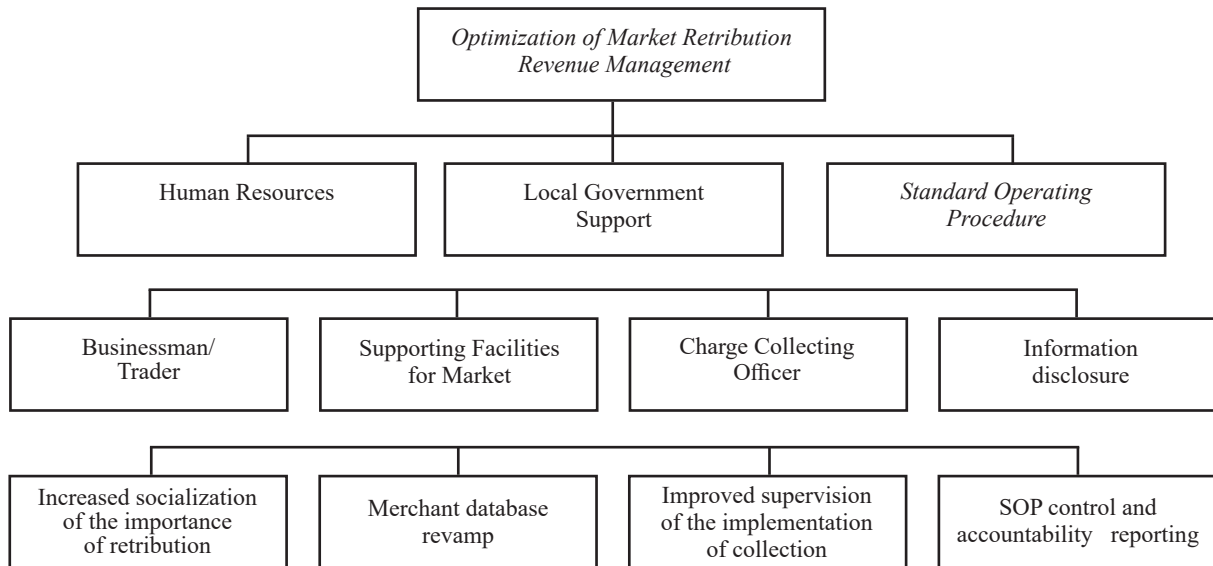 Optimization of Market Retribution
Revenue Management
Human Resources
Local Government
Support
Standard Operating
Procedure
Businessman/
Trader
Supporting Facilities
for Market
Charge Collecting
Officer
Information
disclosure
Increased socialization
of the importance
of retribution
Merchant database
revamp
Improved supervision
of the implementation
of collection
SOP control and
accountability reporting